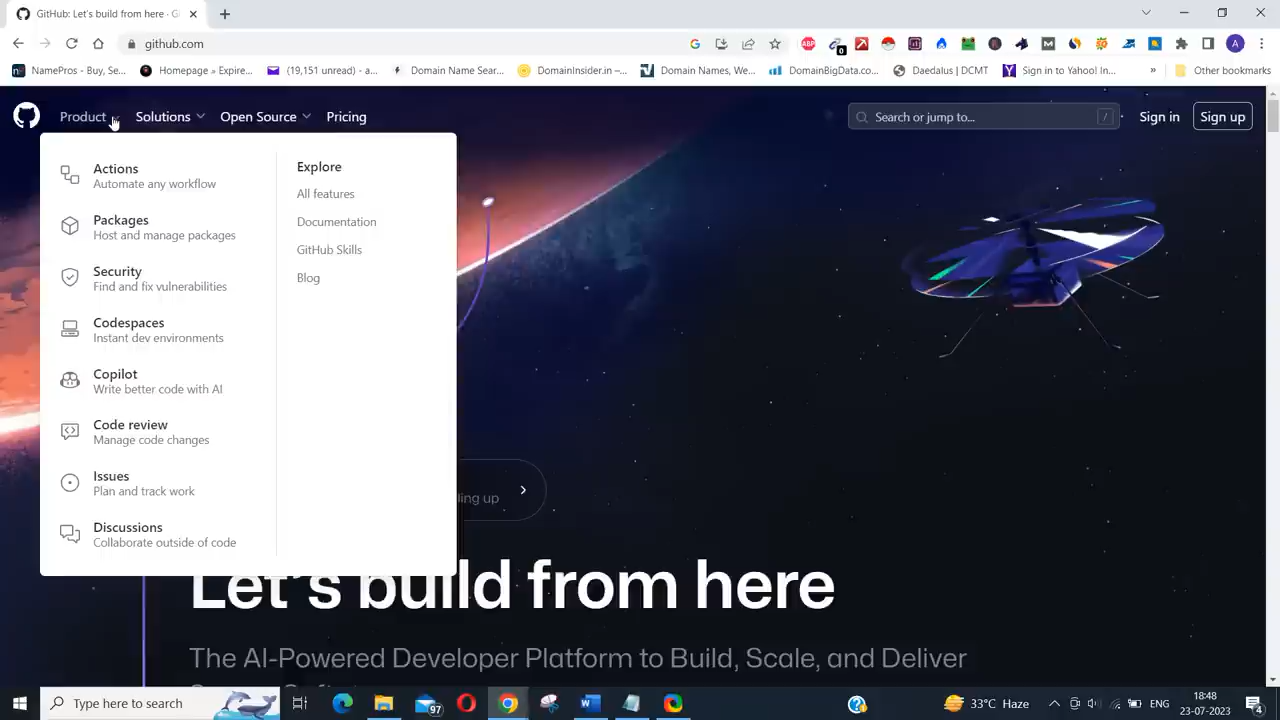 GitHub: Let's build from here · G
github.com
0
ABP
A
NamePros - Buy, Se...
Homepage » Expire...
(19,151 unread) - a...
Domain Name Sear...
DomainInsider.in –...
Domain Names, We...
DomainBigData.co...
Daedalus | DCMT
Sign in to Yahoo! In...
»
Other bookmarks
Product
Solutions
Open Source
Pricing
Search or jump to...
/
Sign in
Sign up
Actions
Automate any workflow
Packages
Host and manage packages
Security
Find and fix vulnerabilities
Codespaces
Instant dev environments
Copilot
Write better code with AI
Code review
Manage code changes
Issues
Plan and track work
Discussions
Collaborate outside of code
Explore
All features
Documentation
GitHub Skills
Blog
ling up
Let's build from here
The AI-Powered Developer Platform to Build, Scale, and Deliver
Type here to search
97
33°C Haze
ENG
18:48
23-07-2023
4